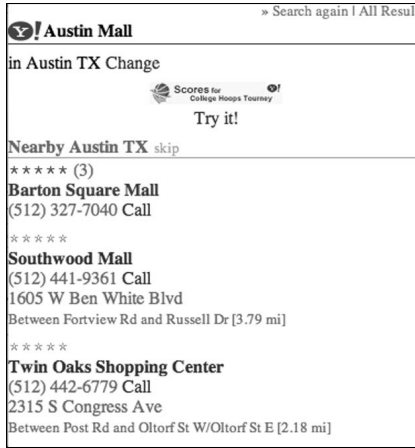 » Search again | All Resul
Y! Austin Mall
in Austin TX Change
Scores for
College Hoops Tourney
Y!
Try it!
Nearby Austin TX skip
★★★★★ (3)
Barton Square Mall
(512) 327-7040 Call
★★★★★
Southwood Mall
(512) 441-9361 Call
1605 W Ben White Blvd
Between Fortview Rd and Russell Dr [3.79 mi]
★★★★★
Twin Oaks Shopping Center
(512) 442-6779 Call
2315 S Congress Ave
Between Post Rd and Oltorf St W/Oltorf St E [2.18 mi]